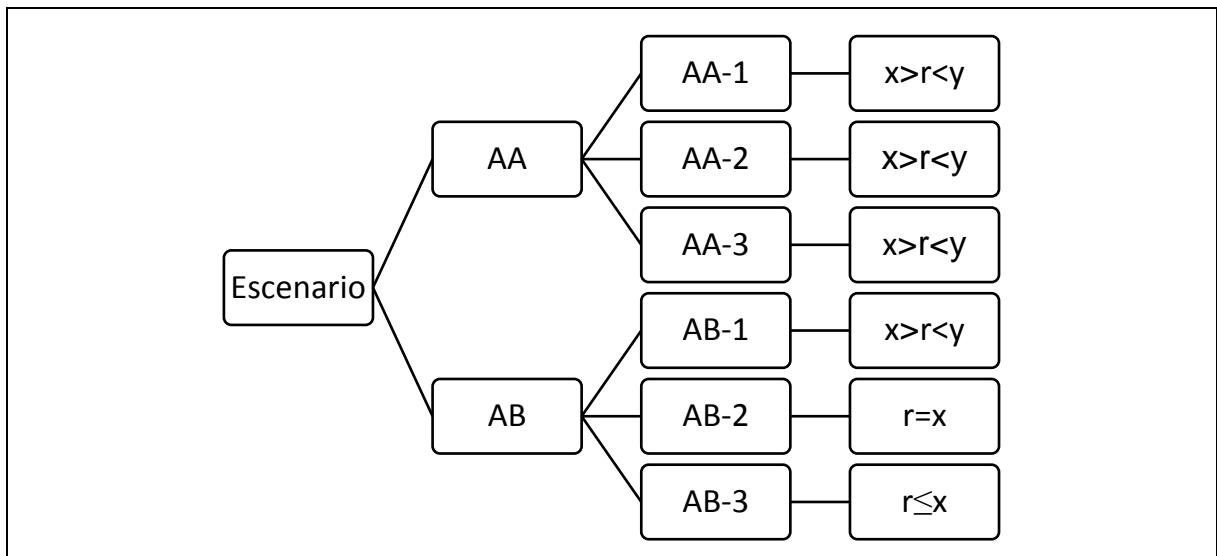 AA-1
x>r<y
AA
AA-2
x>r<y
AA-3
x>r<y
Escenario
AB-1
x>r<y
AB
AB-2
r=x
AB-3
r≤x